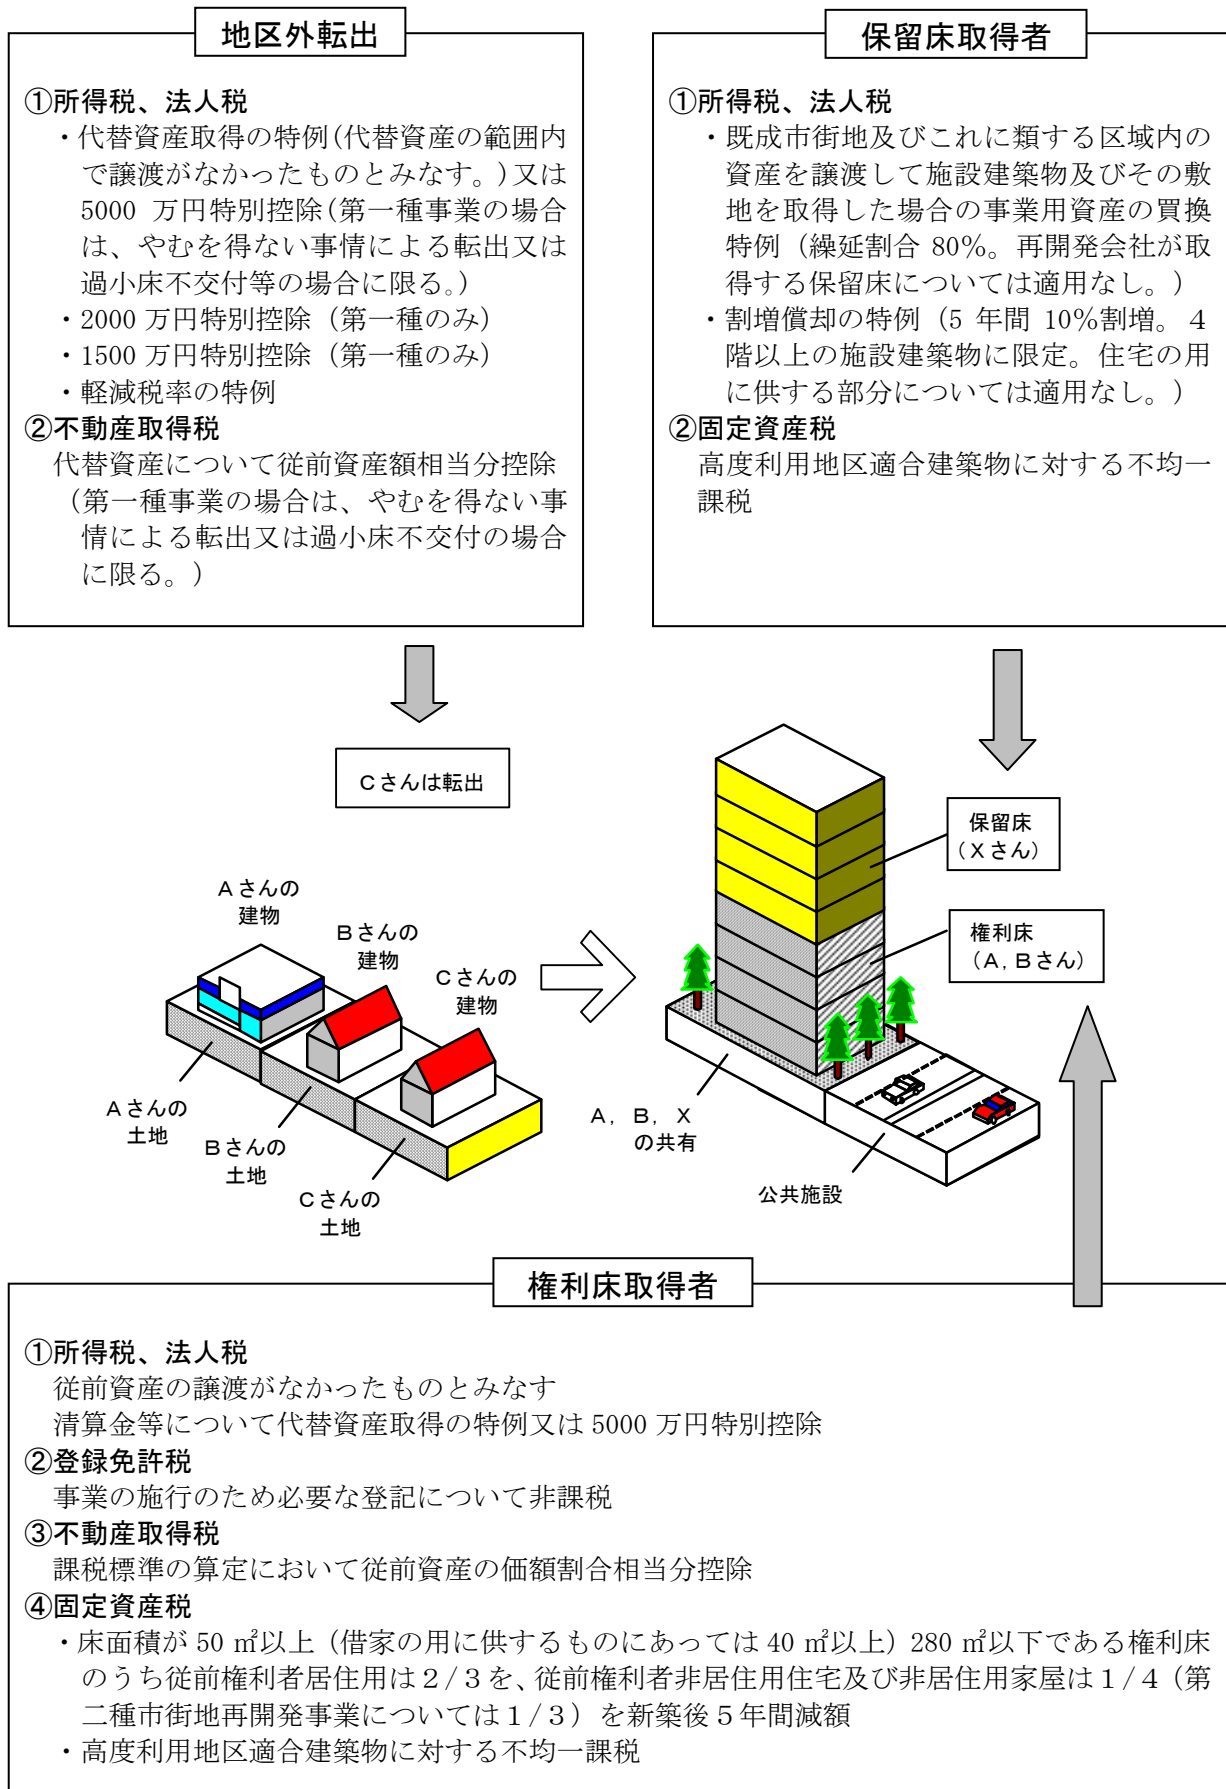 地区外転出
①所得税、法人税
・代替資産取得の特例(代替資産の範囲内
で譲渡がなかったものとみなす。)又は
5000 万円特別控除(第一種事業の場合
は、やむを得ない事情による転出又は
過小床不交付等の場合に限る。)
・2000 万円特別控除（第一種のみ）
・1500 万円特別控除（第一種のみ）
・軽減税率の特例
②不動産取得税
代替資産について従前資産額相当分控除
（第一種事業の場合は、やむを得ない事
情による転出又は過小床不交付の場合
に限る。）
保留床取得者
①所得税、法人税
・既成市街地及びこれに類する区域内の
資産を譲渡して施設建築物及びその敷
地を取得した場合の事業用資産の買換
特例（繰延割合 80%。再開発会社が取
得する保留床については適用なし。）
・割増償却の特例（5 年間 10%割増。４
階以上の施設建築物に限定。住宅の用
に供する部分については適用なし。）
②固定資産税
高度利用地区適合建築物に対する不均一
課税
Ｃさんは転出
保留床
（Ｘさん）
権利床
（Ａ，Ｂさん）
Ａさんの
建物
Ｂさんの
建物
Ｃさんの
建物
Ａさんの
土地
Ｂさんの
土地
Ｃさんの
土地
Ａ，Ｂ，Ｘ
の共有
公共施設
権利床取得者
①所得税、法人税
従前資産の譲渡がなかったものとみなす
清算金等について代替資産取得の特例又は 5000 万円特別控除
②登録免許税
事業の施行のため必要な登記について非課税
③不動産取得税
課税標準の算定において従前資産の価額割合相当分控除
④固定資産税
・床面積が 50 ㎡以上（借家の用に供するものにあっては 40 ㎡以上）280 ㎡以下である権利床
のうち従前権利者居住用は２/３を、従前権利者非居住用住宅及び非居住用家屋は１/４（第
二種市街地再開発事業については１/３）を新築後５年間減額
・高度利用地区適合建築物に対する不均一課税